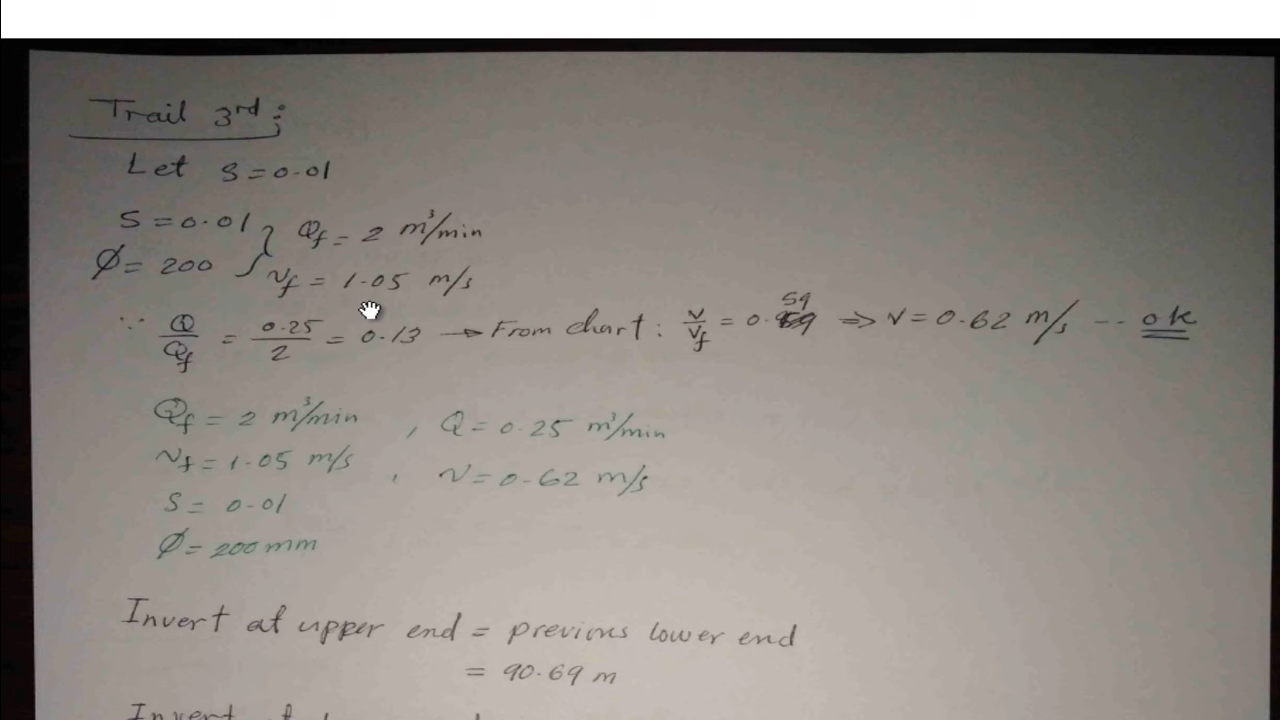 Trail 3rd:
Let S = 0.01
S = 0.01 } Qf = 2 m³/min
Ø = 200 } vf = 1.05 m/s
∵ Q/Qf = 0.25/2 = 0.13 → From chart: v/vf = 0.59 ⇒ v = 0.62 m/s -- ok
Qf = 2 m³/min , Q = 0.25 m³/min
vf = 1.05 m/s , v = 0.62 m/s
S = 0.01
Ø = 200 mm
Invert at upper end = previous lower end
= 90.69 m
Invert